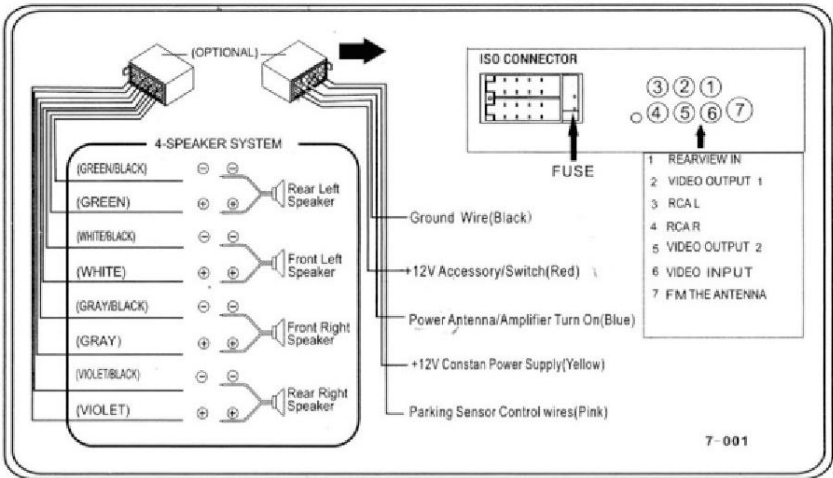 (OPTIONAL)
4-SPEAKER SYSTEM
(GREEN/BLACK)
(GREEN)
Rear Left
Speaker
(WHITE/BLACK)
(WHITE)
Front Left
Speaker
(GRAY/BLACK)
(GRAY)
Front Right
Speaker
(VIOLET/BLACK)
(VIOLET)
Rear Right
Speaker
Ground Wire(Black)
+12V Accessory/Switch(Red)
Power Antenna/Amplifier Turn On(Blue)
+12V Constan Power Supply(Yellow)
Parking Sensor Control wires(Pink)
ISO CONNECTOR
FUSE
3 2 1
4 5 6 7
1 REARVIEW IN
2 VIDEO OUTPUT 1
3 RCA L
4 RCA R
5 VIDEO OUTPUT 2
6 VIDEO INPUT
7 FM THE ANTENNA
7-001